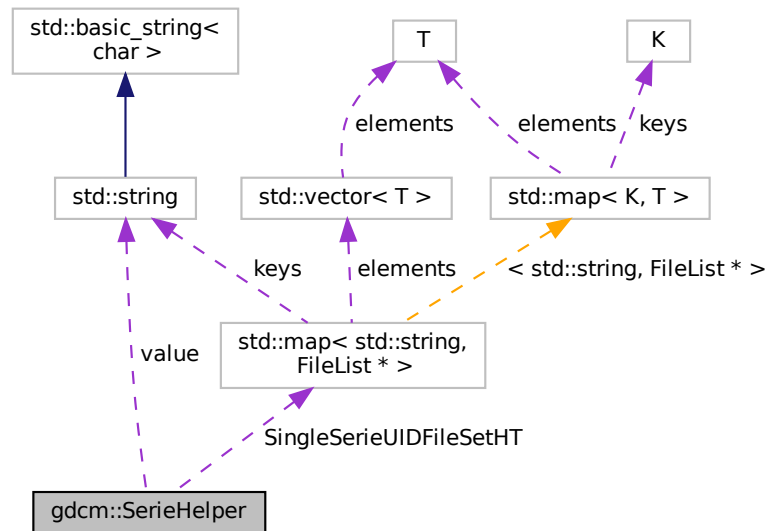 std::basic_string<
char >
T
K
elements
elements
keys
std::string
std::vector< T >
std::map< K, T >
keys
elements
< std::string, FileList * >
value
std::map< std::string,
FileList * >
SingleSerieUIDFileSetHT
gdcm::SerieHelper